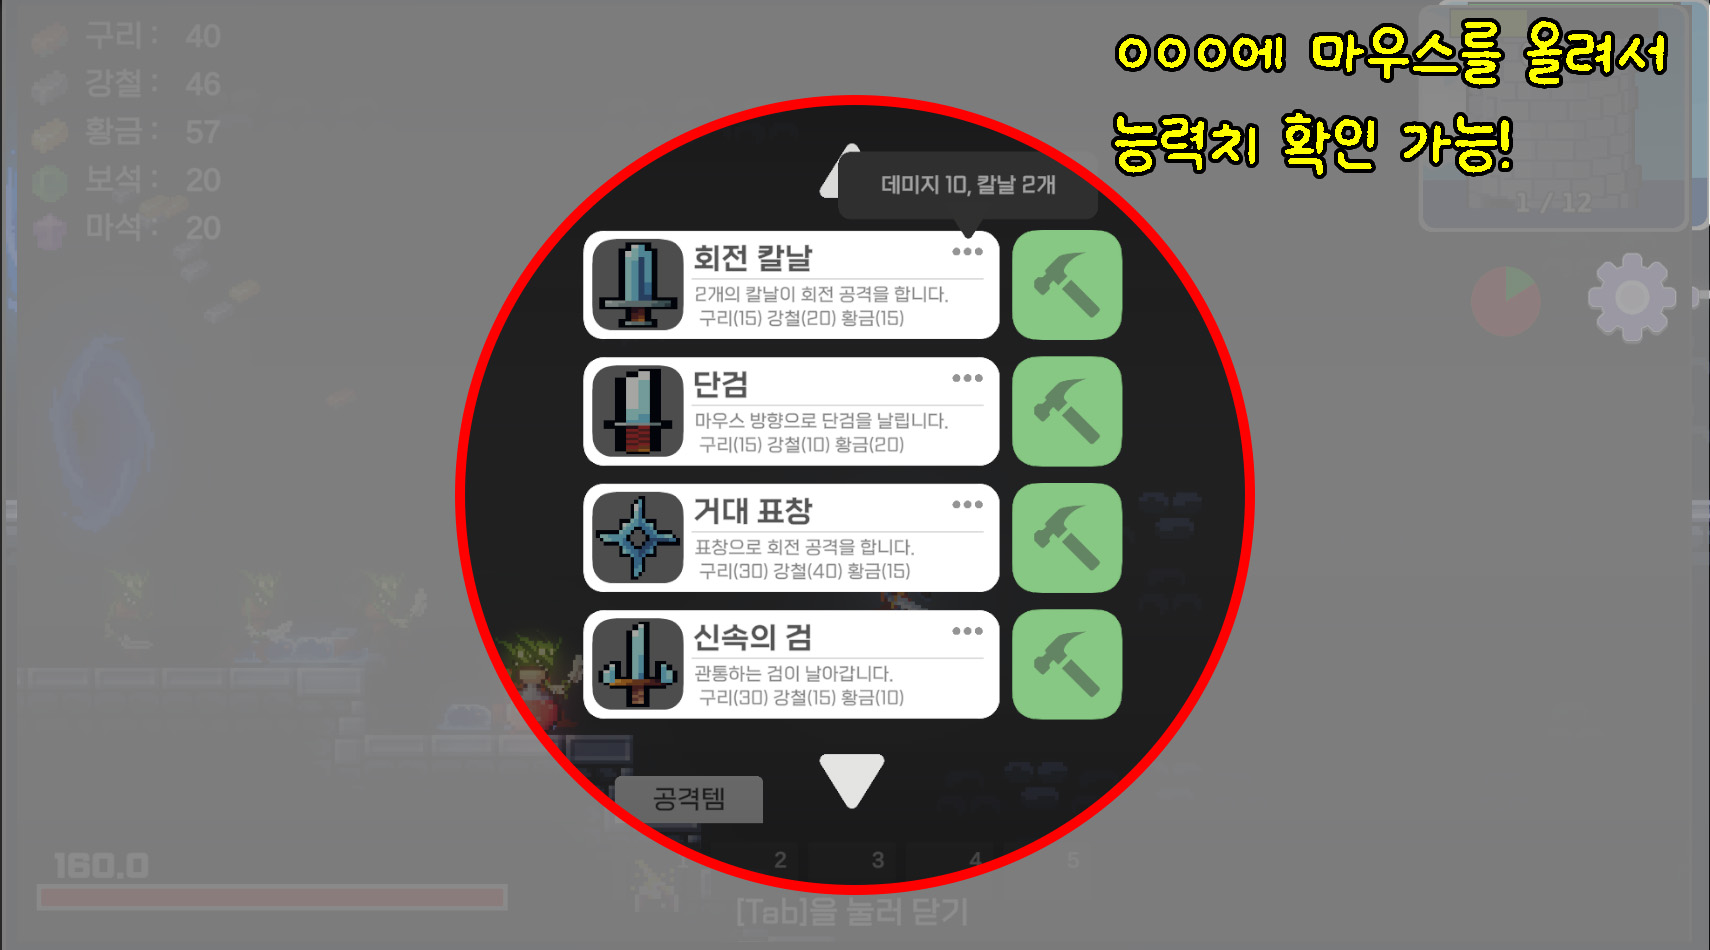 구리 : 40
강철 : 46
황금 : 57
보석 : 20
마석 : 20
ㅇㅇㅇ에 마우스를 올려서
능력치 확인 가능!
1 / 12
데미지 10, 칼날 2개
회전 칼날
2개의 칼날이 회전 공격을 합니다.
구리(15) 강철(20) 황금(15)
단검
마우스 방향으로 단검을 날립니다.
구리(15) 강철(10) 황금(20)
거대 표창
표창으로 회전 공격을 합니다.
구리(30) 강철(40) 황금(15)
신속의 검
관통하는 검이 날아갑니다.
구리(30) 강철(15) 황금(10)
공격템
160.0
1 2 3 4 5
[Tab]을 눌러 닫기